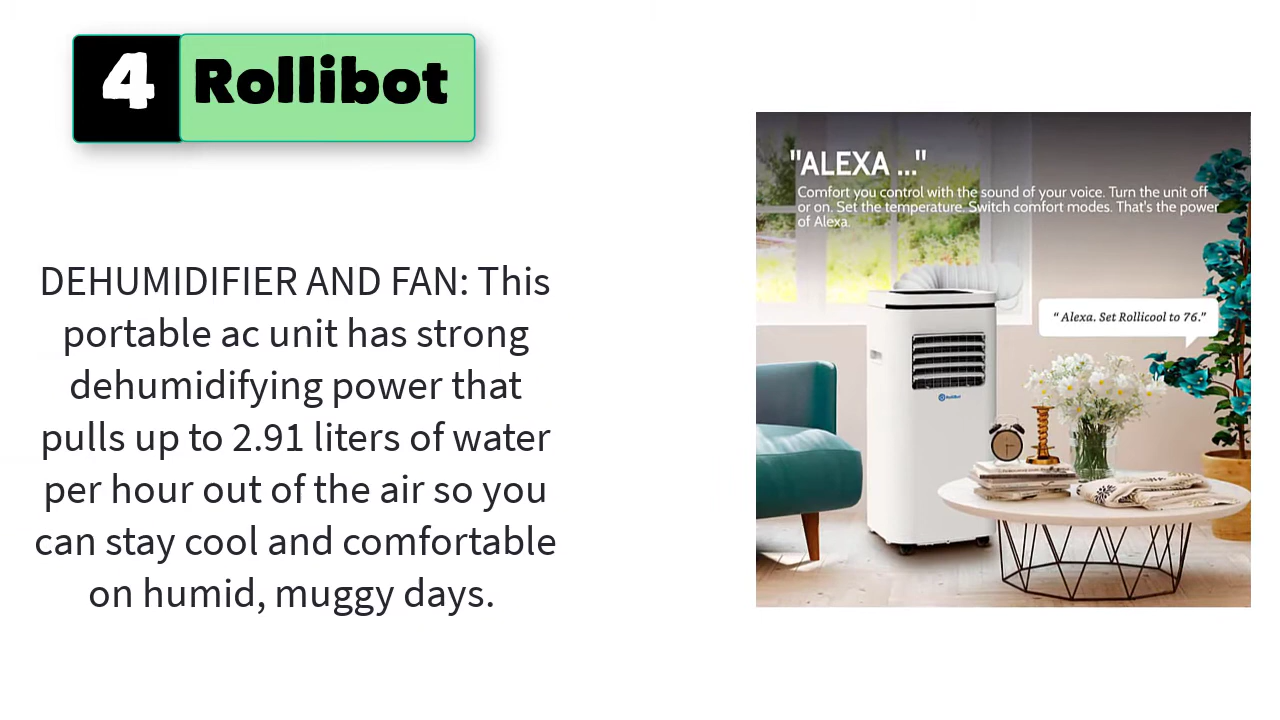 4 Rollibot
DEHUMIDIFIER AND FAN: This
portable ac unit has strong
dehumidifying power that
pulls up to 2.91 liters of water
per hour out of the air so you
can stay cool and comfortable
on humid, muggy days.
"ALEXA ..."
Comfort you control with the sound of your voice. Turn the unit off
or on. Set the temperature. Switch comfort modes. That's the power
of Alexa.
“ Alexa. Set Rollicool to 76.”
RolliBot